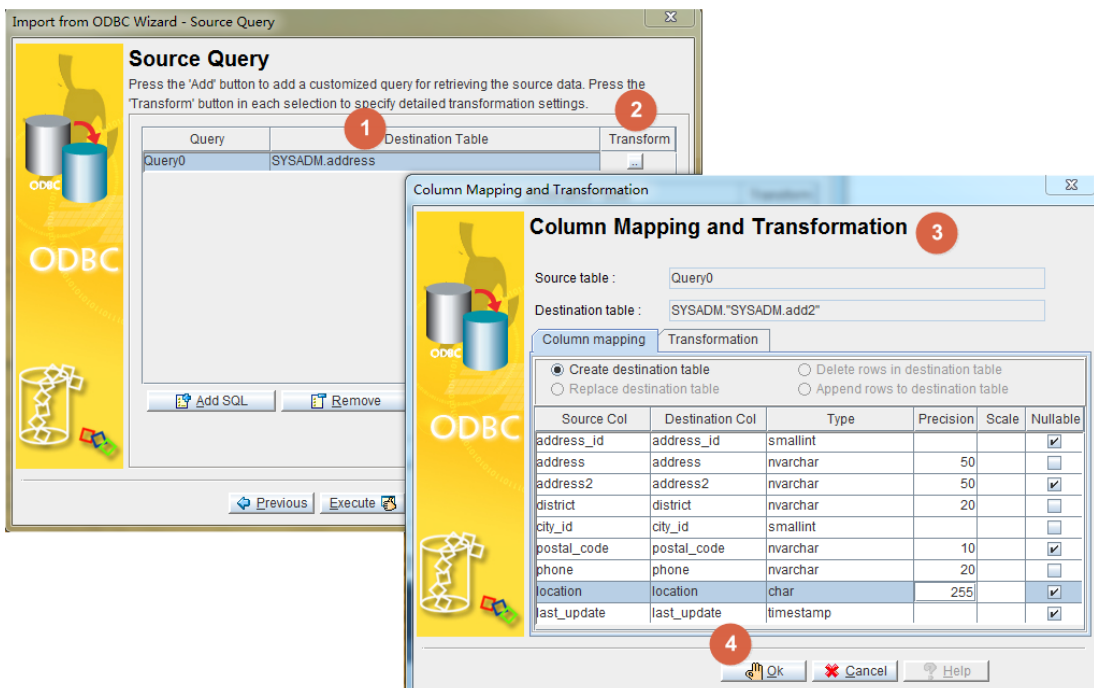 Import from ODBC Wizard - Source Query
Source Query
Press the 'Add' button to add a customized query for retrieving the source data. Press the
'Transform' button in each selection to specify detailed transformation settings.
1
2
Query Destination Table Transform
Query0 SYSADM.address ..
ODBC
ODBC
Add SQL Remove
Previous Execute
Column Mapping and Transformation
Column Mapping and Transformation
3
Source table : Query0
Destination table : SYSADM."SYSADM.add2"
Column mapping Transformation
Create destination table Delete rows in destination table
Replace destination table Append rows to destination table
Source Col Destination Col Type Precision Scale Nullable
address_id address_id smallint
address address nvarchar 50
address2 address2 nvarchar 50
district district nvarchar 20
city_id city_id smallint
postal_code postal_code nvarchar 10
phone phone nvarchar 20
location location char 255
last_update last_update timestamp
ODBC
ODBC
4
Ok Cancel Help